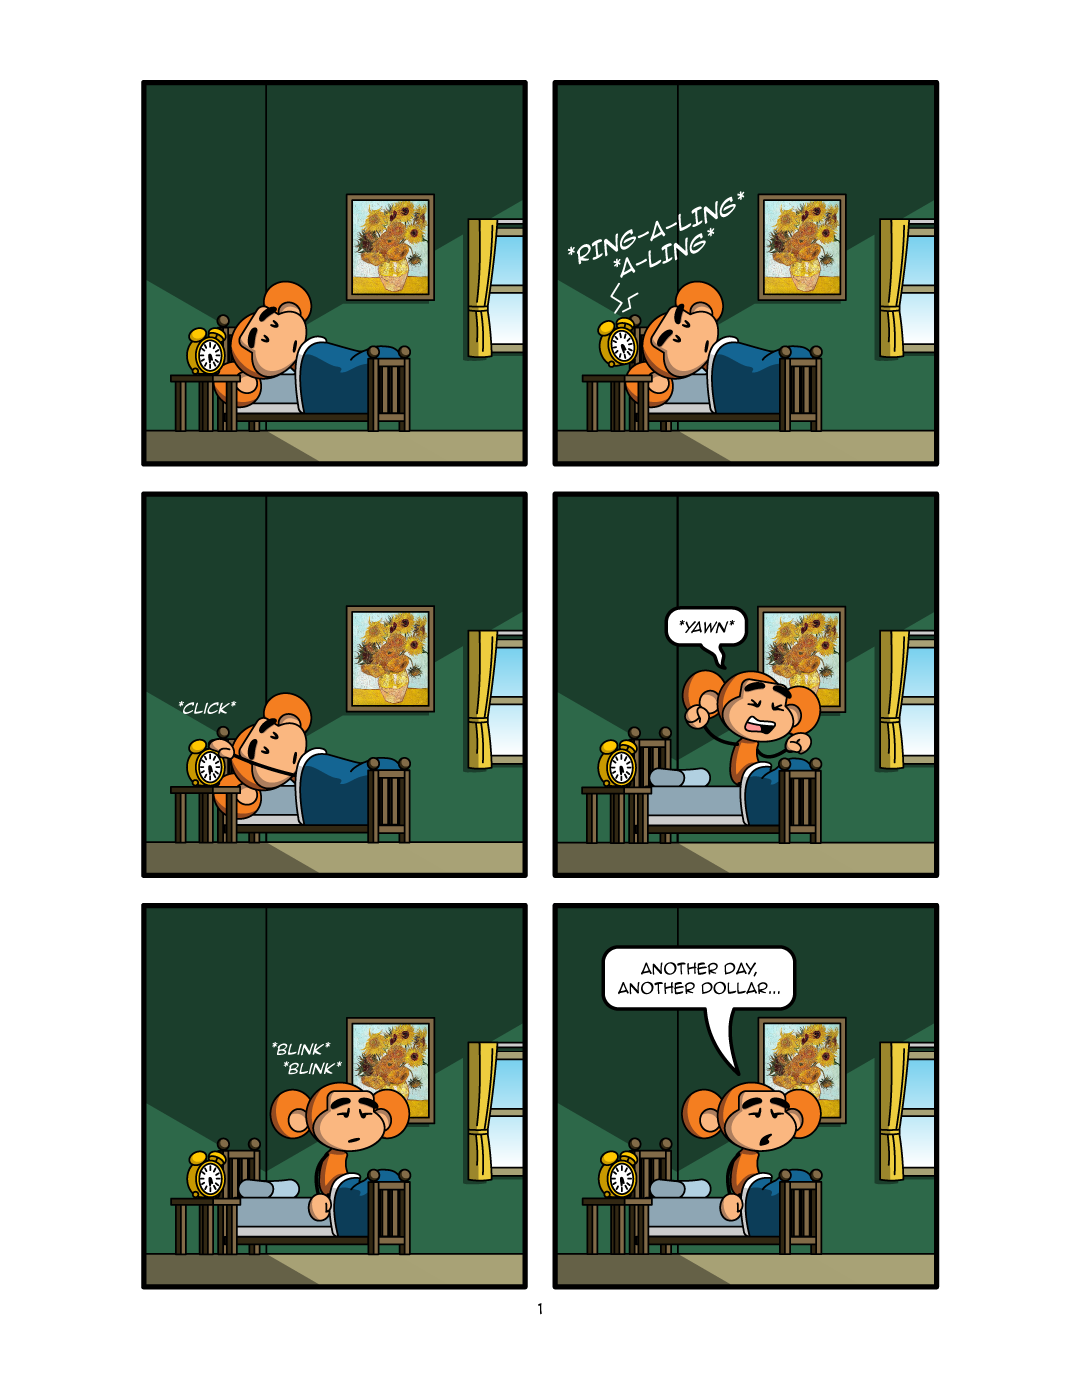 *RING-A-LING*
*A-LING*
*CLICK*
*YAWN*
*BLINK*
*BLINK*
ANOTHER DAY,
ANOTHER DOLLAR...
1